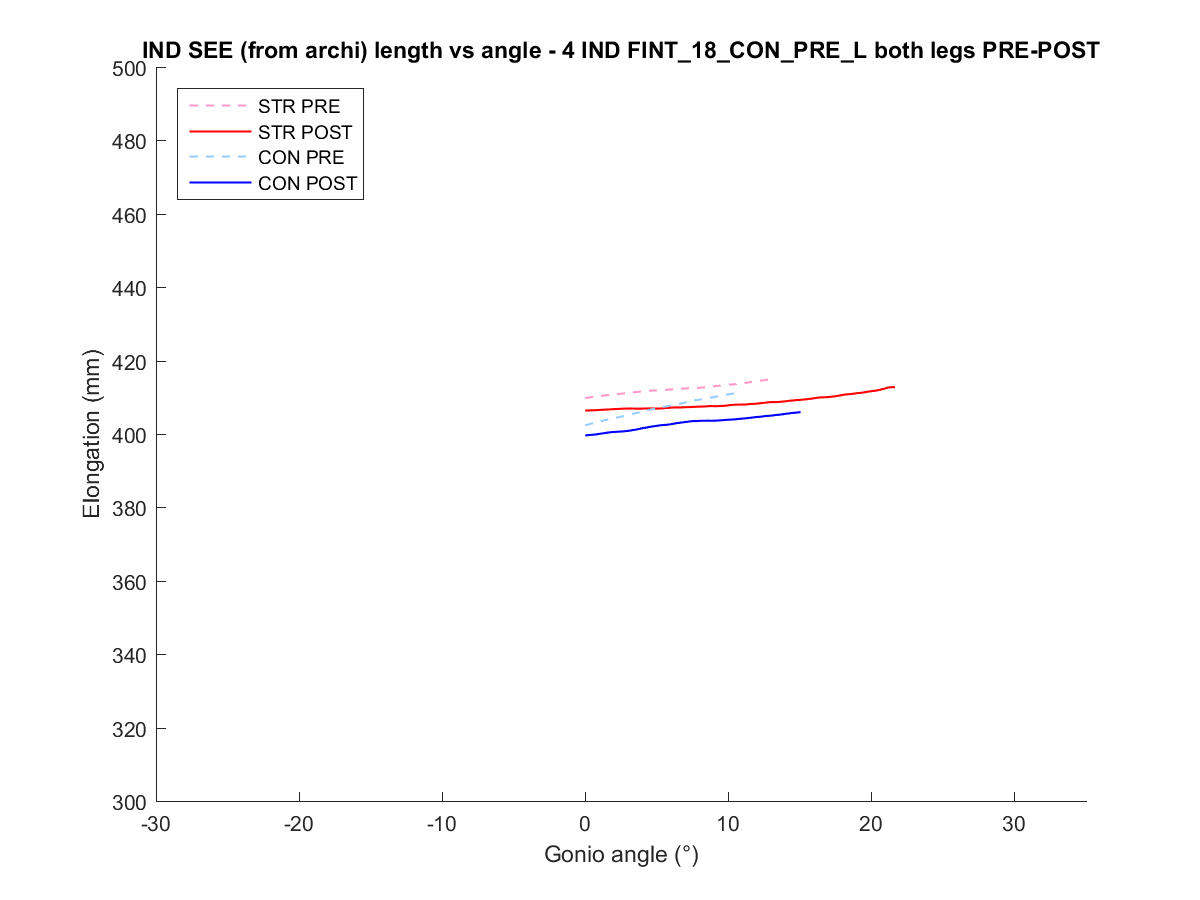 IND SEE (from archi) length vs angle - 4 IND FINT_18_CON_PRE_L both legs PRE-POST
500
480
460
440
420
400
380
360
340
320
300
STR PRE
STR POST
CON PRE
CON POST
Elongation (mm)
-30
-20
-10
0
10
20
30
Gonio angle (°)